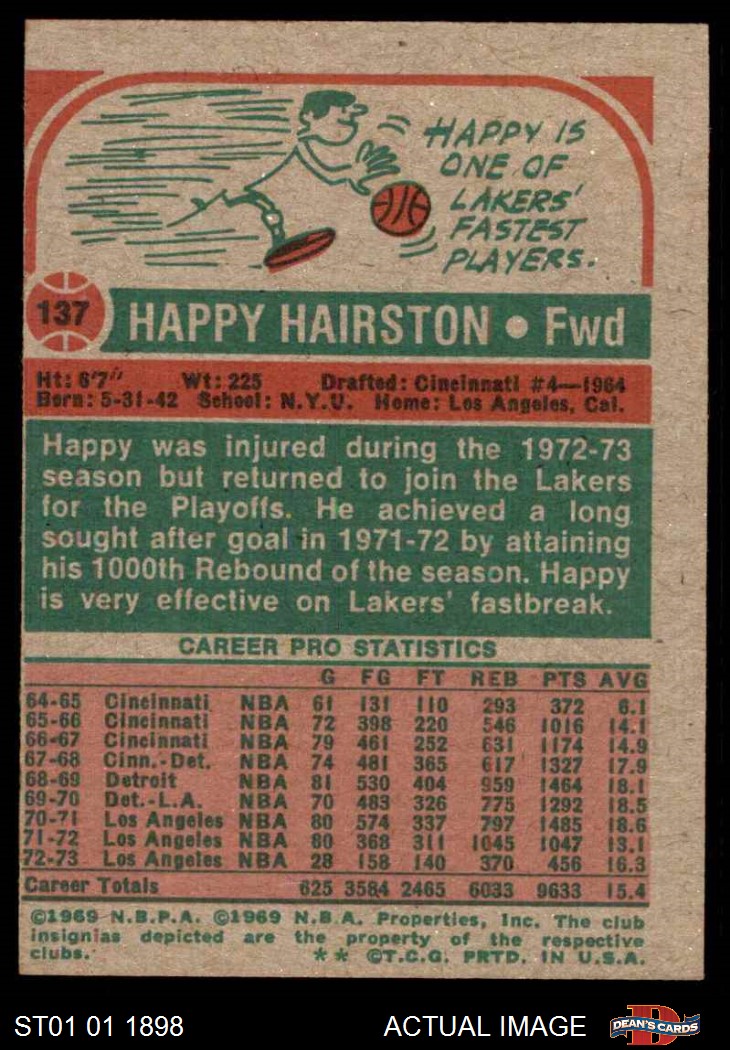 HAPPY IS
ONE OF
LAKERS'
FASTEST
PLAYERS.
137 HAPPY HAIRSTON • Fwd
Ht: 6'7" Wt: 225 Drafted: Cincinnati #4—1964
Born: 5-31-42 School: N.Y.U. Home: Los Angeles, Cal.
Happy was injured during the 1972-73
season but returned to join the Lakers
for the Playoffs. He achieved a long
sought after goal in 1971-72 by attaining
his 1000th Rebound of the season. Happy
is very effective on Lakers' fastbreak.
CAREER PRO STATISTICS
G FG FT REB PTS AVG
64-65 Cincinnati NBA 61 131 110 293 372 6.1
65-66 Cincinnati NBA 72 398 220 546 1016 14.1
66-67 Cincinnati NBA 79 461 252 631 1174 14.9
67-68 Cinn.-Det. NBA 74 481 365 617 1327 17.9
68-69 Detroit NBA 81 530 404 959 1464 18.1
69-70 Det.-L.A. NBA 70 483 326 775 1292 18.5
70-71 Los Angeles NBA 80 574 337 797 1485 18.6
71-72 Los Angeles NBA 80 368 311 1045 1047 13.1
72-73 Los Angeles NBA 28 158 140 370 456 16.3
Career Totals 625 3584 2465 6033 9633 15.4
©1969 N.B.P.A. ©1969 N.B.A. Properties, Inc. The club
insignias depicted are the property of the respective
clubs. ** ©T.C.G. PRTD. IN U.S.A.
ST01 01 1898 ACTUAL IMAGE DEAN'S CARDS